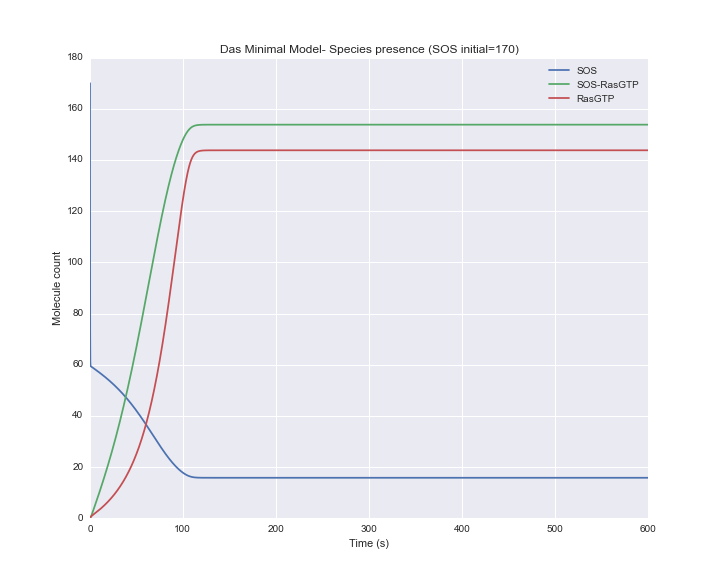 Das Minimal Model- Species presence (SOS initial=170)
SOS
SOS-RasGTP
RasGTP
180
160
140
120
100
80
60
40
20
0
Molecule count
0 100 200 300 400 500 600
Time (s)